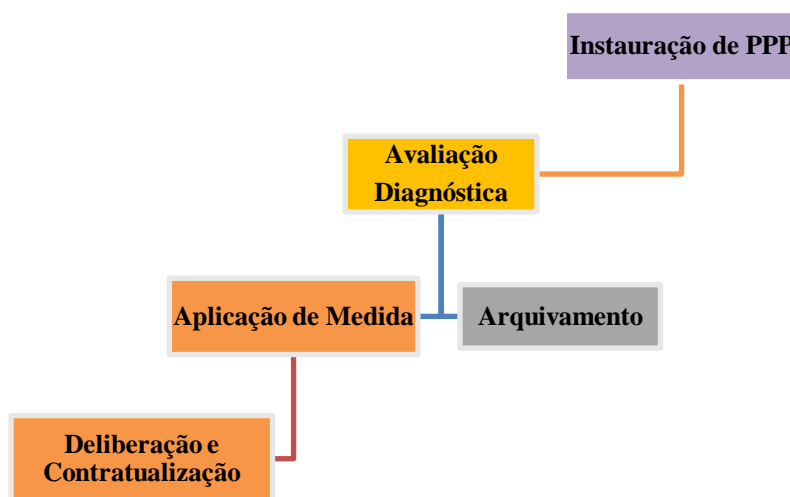 Instauração de PPP
Avaliação
Diagnóstica
Aplicação de Medida
Arquivamento
Deliberação e
Contratualização